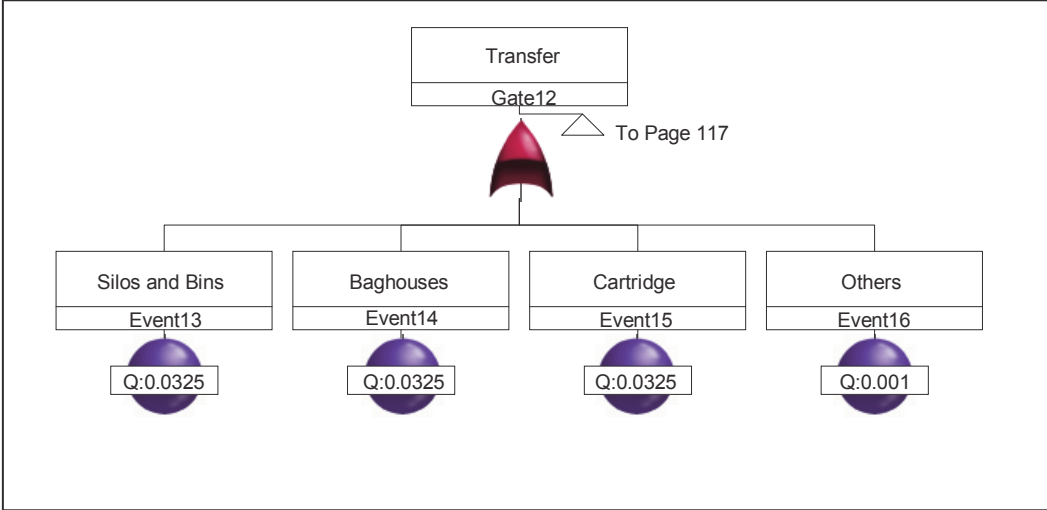 Transfer
Gate12
To Page 117
Silos and Bins
Baghouses
Cartridge
Others
Event13
Event14
Event15
Event16
Q:0.0325
Q:0.0325
Q:0.0325
Q:0.001